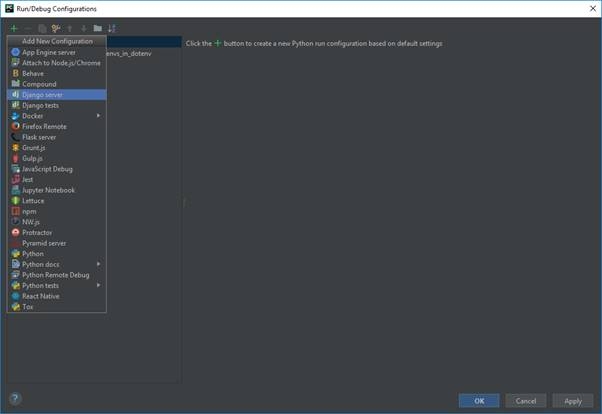 PC Run/Debug Configurations
Add New Configuration
App Engine server
envs_in_dotenv
Click the + button to create a new Python run configuration based on default settings
Attach to Node.js/Chrome
B Behave
Compound
dj Django server
dj Django tests
Docker
Firefox Remote
Flask server
Grunt.js
Gulp.js
JavaScript Debug
Jest
Jupyter Notebook
Lettuce
npm
NW.js
Protractor
Pyramid server
Python
Python docs
Python Remote Debug
Python tests
React Native
Tox
?
OK
Cancel
Apply